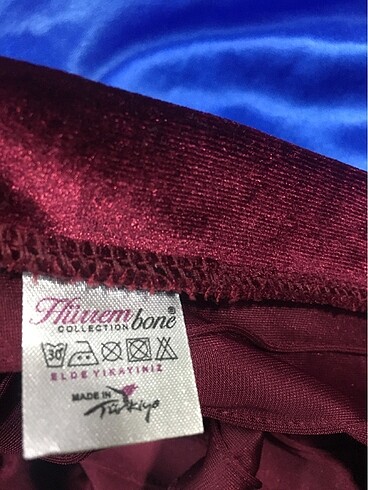 Hürrem bone®
COLLECTION
30
ELDE YIKAYINIZ
MADE IN
Türkiye